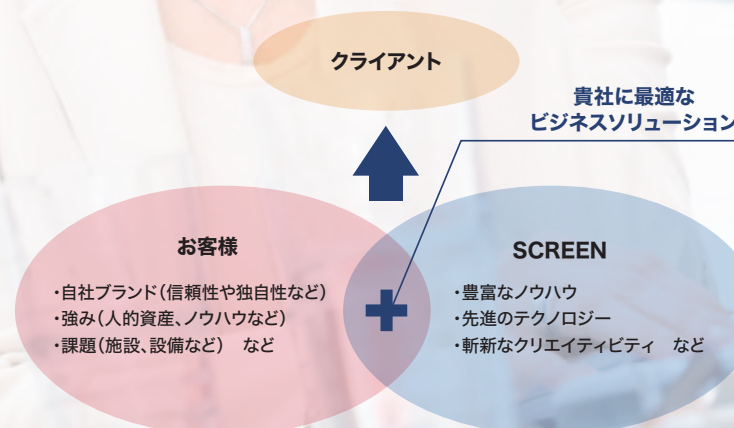 クライアント
貴社に最適な
ビジネスソリューション
お客様
・自社ブランド（信頼性や独自性など）
・強み（人的資産、ノウハウなど）
・課題（施設、設備など）　など
SCREEN
・豊富なノウハウ
・先進のテクノロジー
・斬新なクリエイティビティ　など